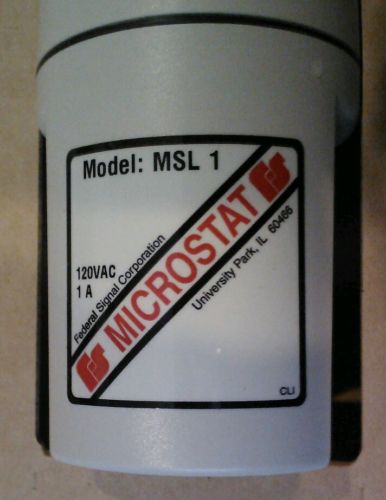 Model: MSL 1
120VAC
1 A
Federal Signal Corporation
MICROSTAT
University Park, IL 60466
CLI